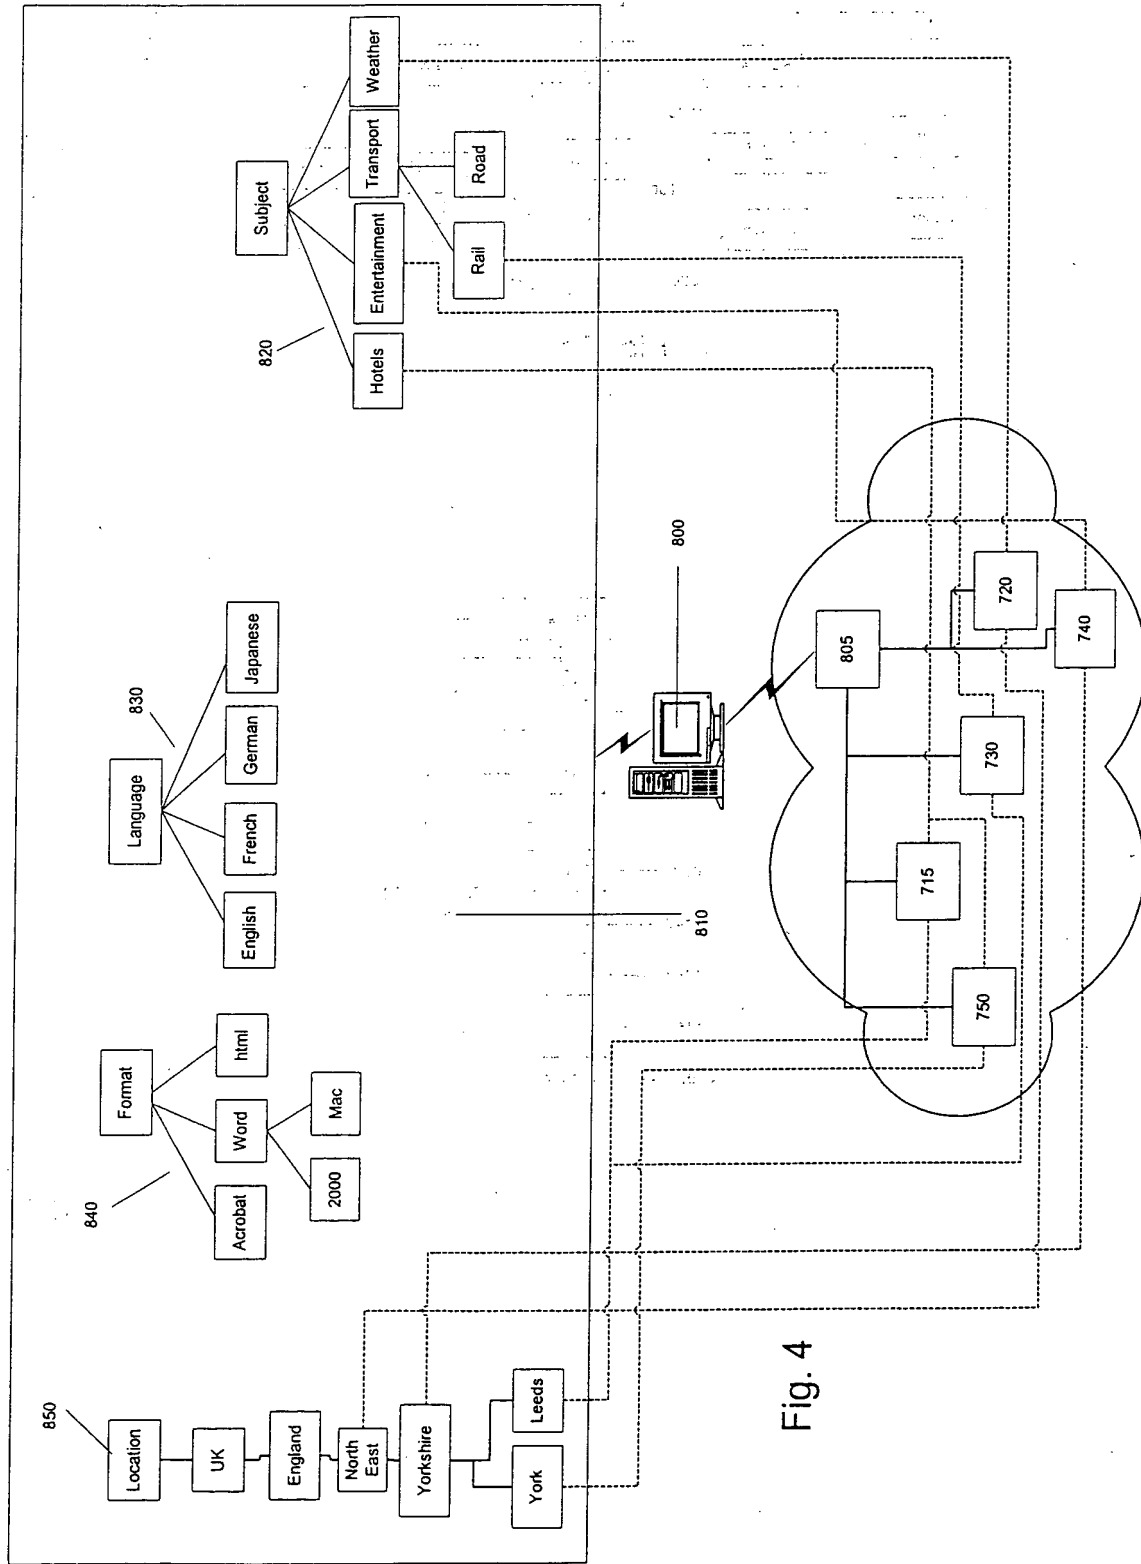 850
Location
UK
England
North
East
Yorkshire
York
Leeds
840
Format
Acrobat
Word
html
2000
Mac
830
Language
English
French
German
Japanese
820
Subject
Hotels
Entertainment
Transport
Weather
Rail
Road
810
800
805
750
715
730
720
740
Fig. 4